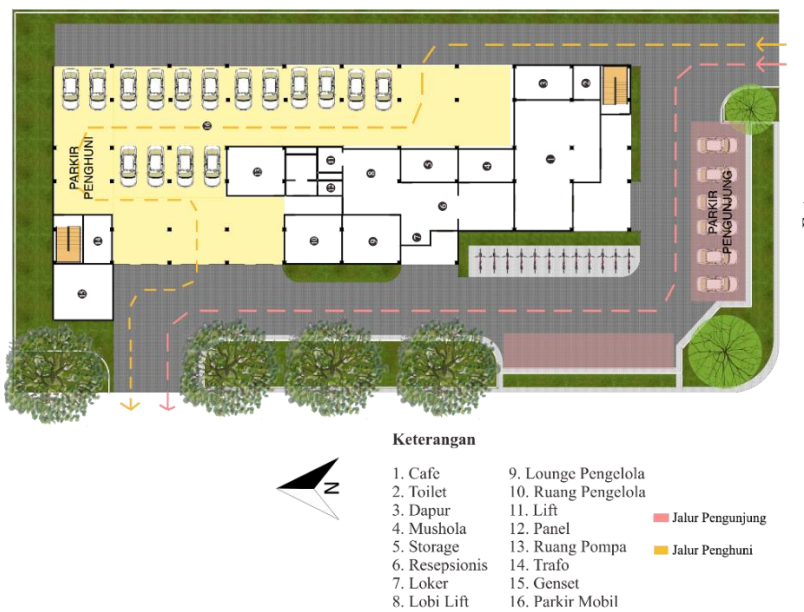 PARKIR
PENGHUNI
PARKIR
PENGUNJUNG
N
Keterangan
1. Cafe
2. Toilet
3. Dapur
4. Mushola
5. Storage
6. Resepsionis
7. Loker
8. Lobi Lift
9. Lounge Pengelola
10. Ruang Pengelola
11. Lift
12. Panel
13. Ruang Pompa
14. Trafo
15. Genset
16. Parkir Mobil
Jalur Pengunjung
Jalur Penghuni